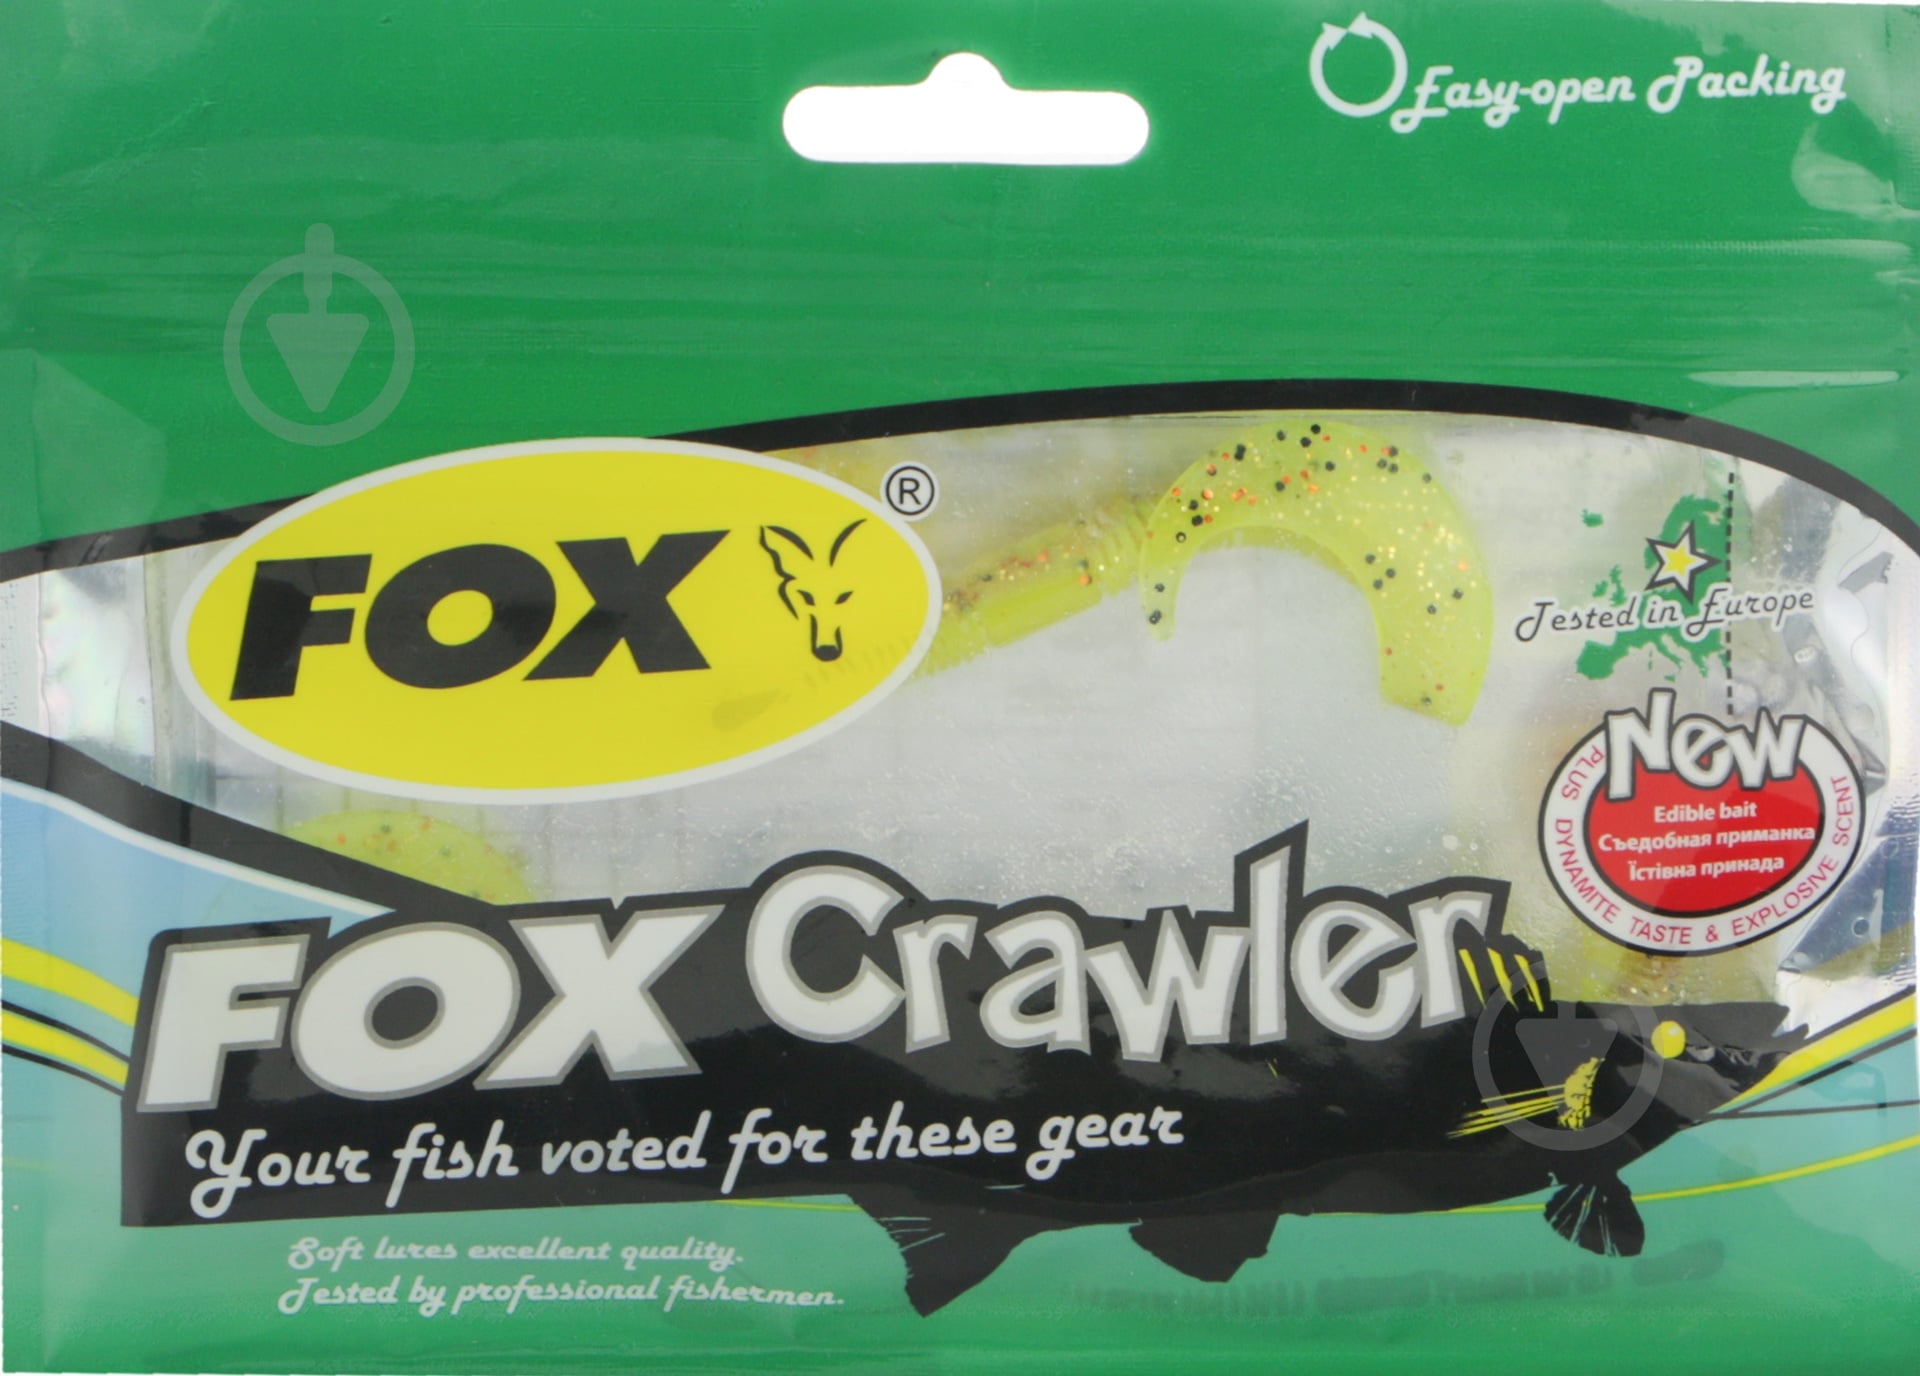 Easy-open Packing
FOX
®
Tested in Europe
New
Edible bait
Съедобная приманка
Їстівна принада
PLUS DYNAMITE TASTE & EXPLOSIVE SCENT
FOX Crawler
Your fish voted for these gear
Soft lures excellent quality.
Tested by professional fishermen.